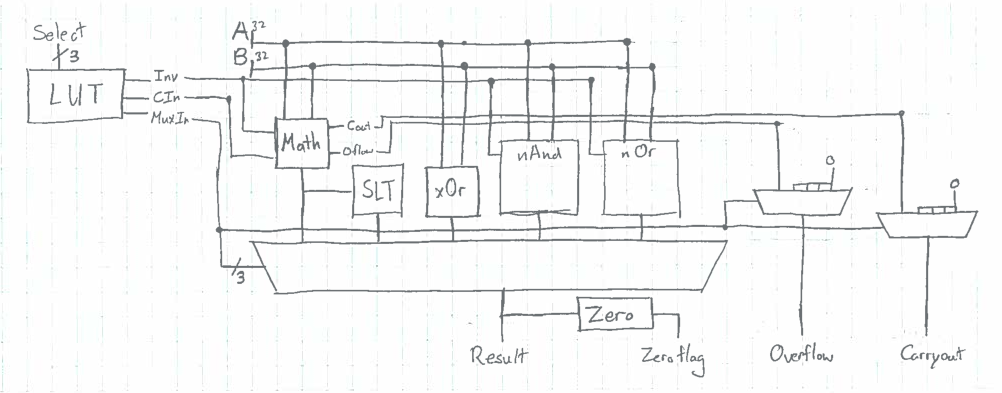 Select
3
LUT
Inv
CIn
MuxIn
A 32
B 32
Math
Cout
Oflow
SLT
xOr
nAnd
nOr
0
0
3
Zero
Result
Zeroflag
Overflow
Carryout